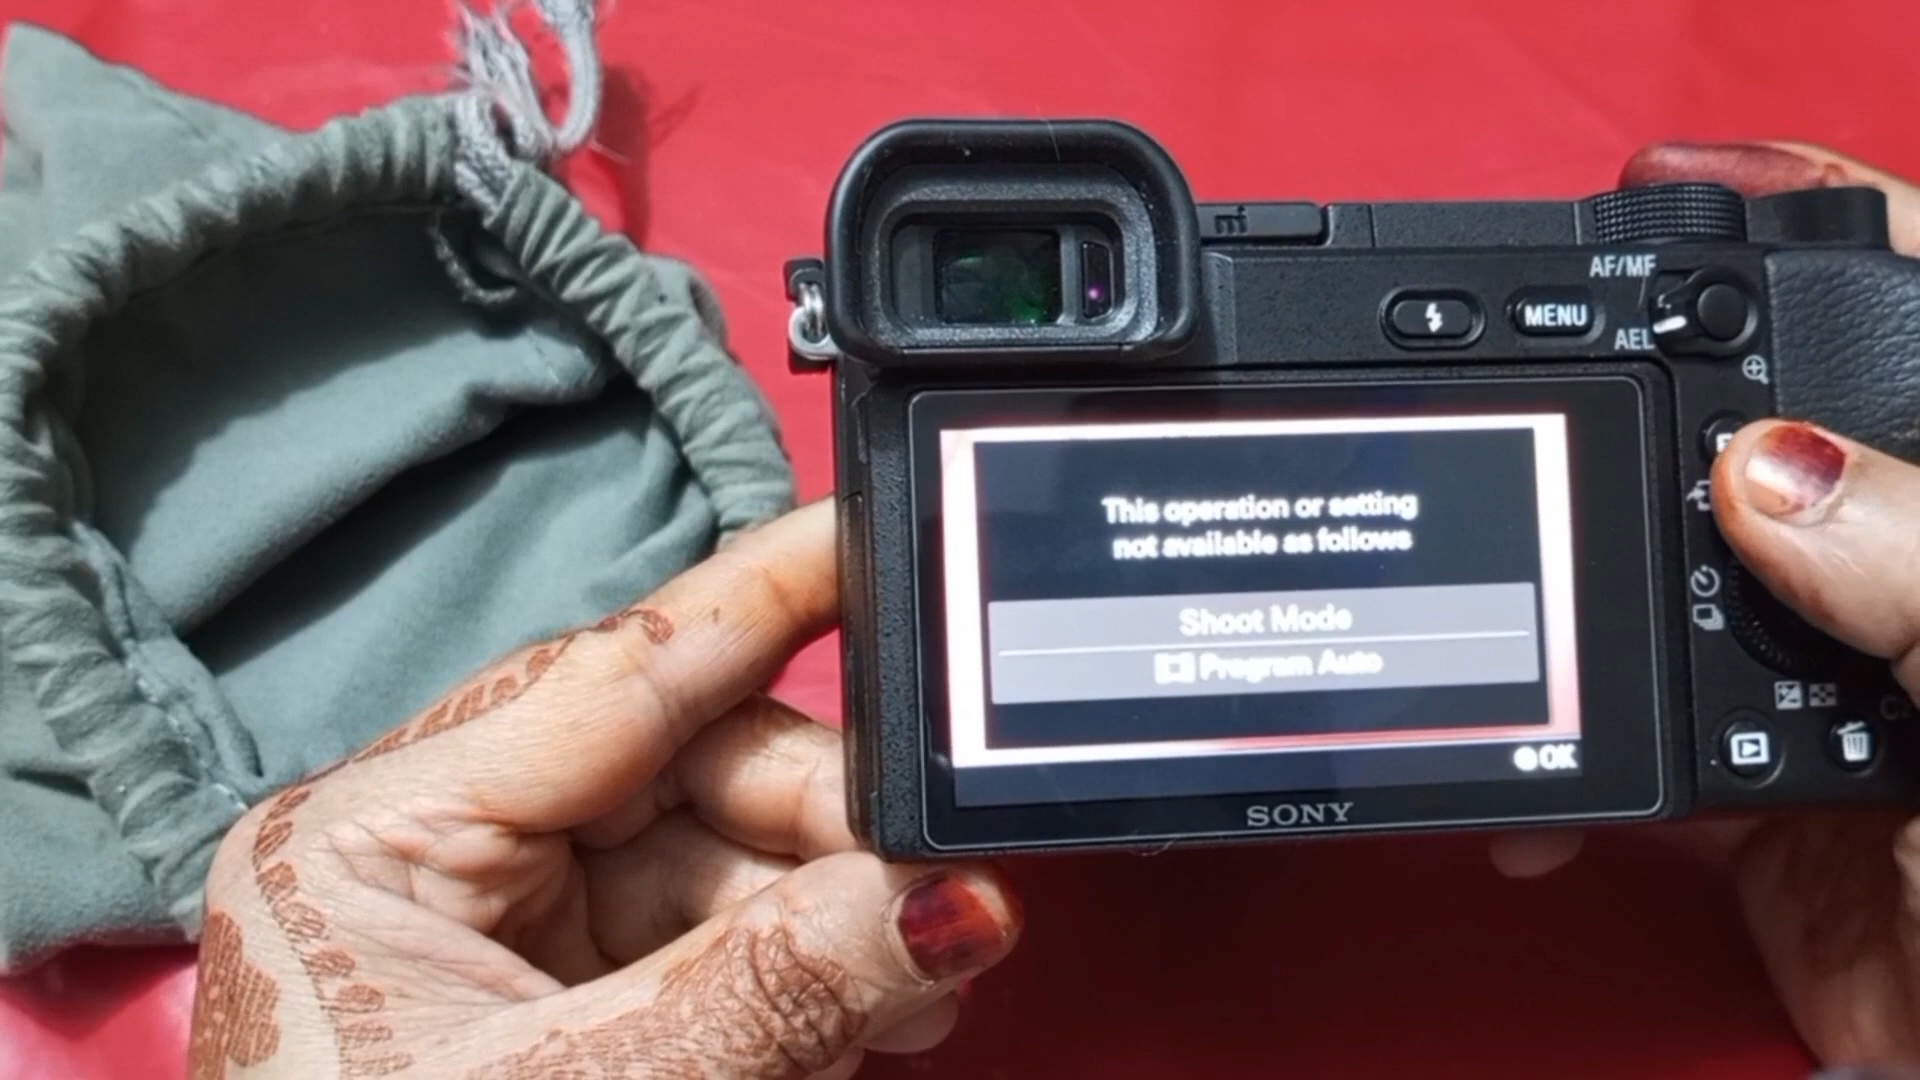 AF/MF
MENU
AEL
This operation or setting
not available as follows
Shoot Mode
Program Auto
OK
SONY